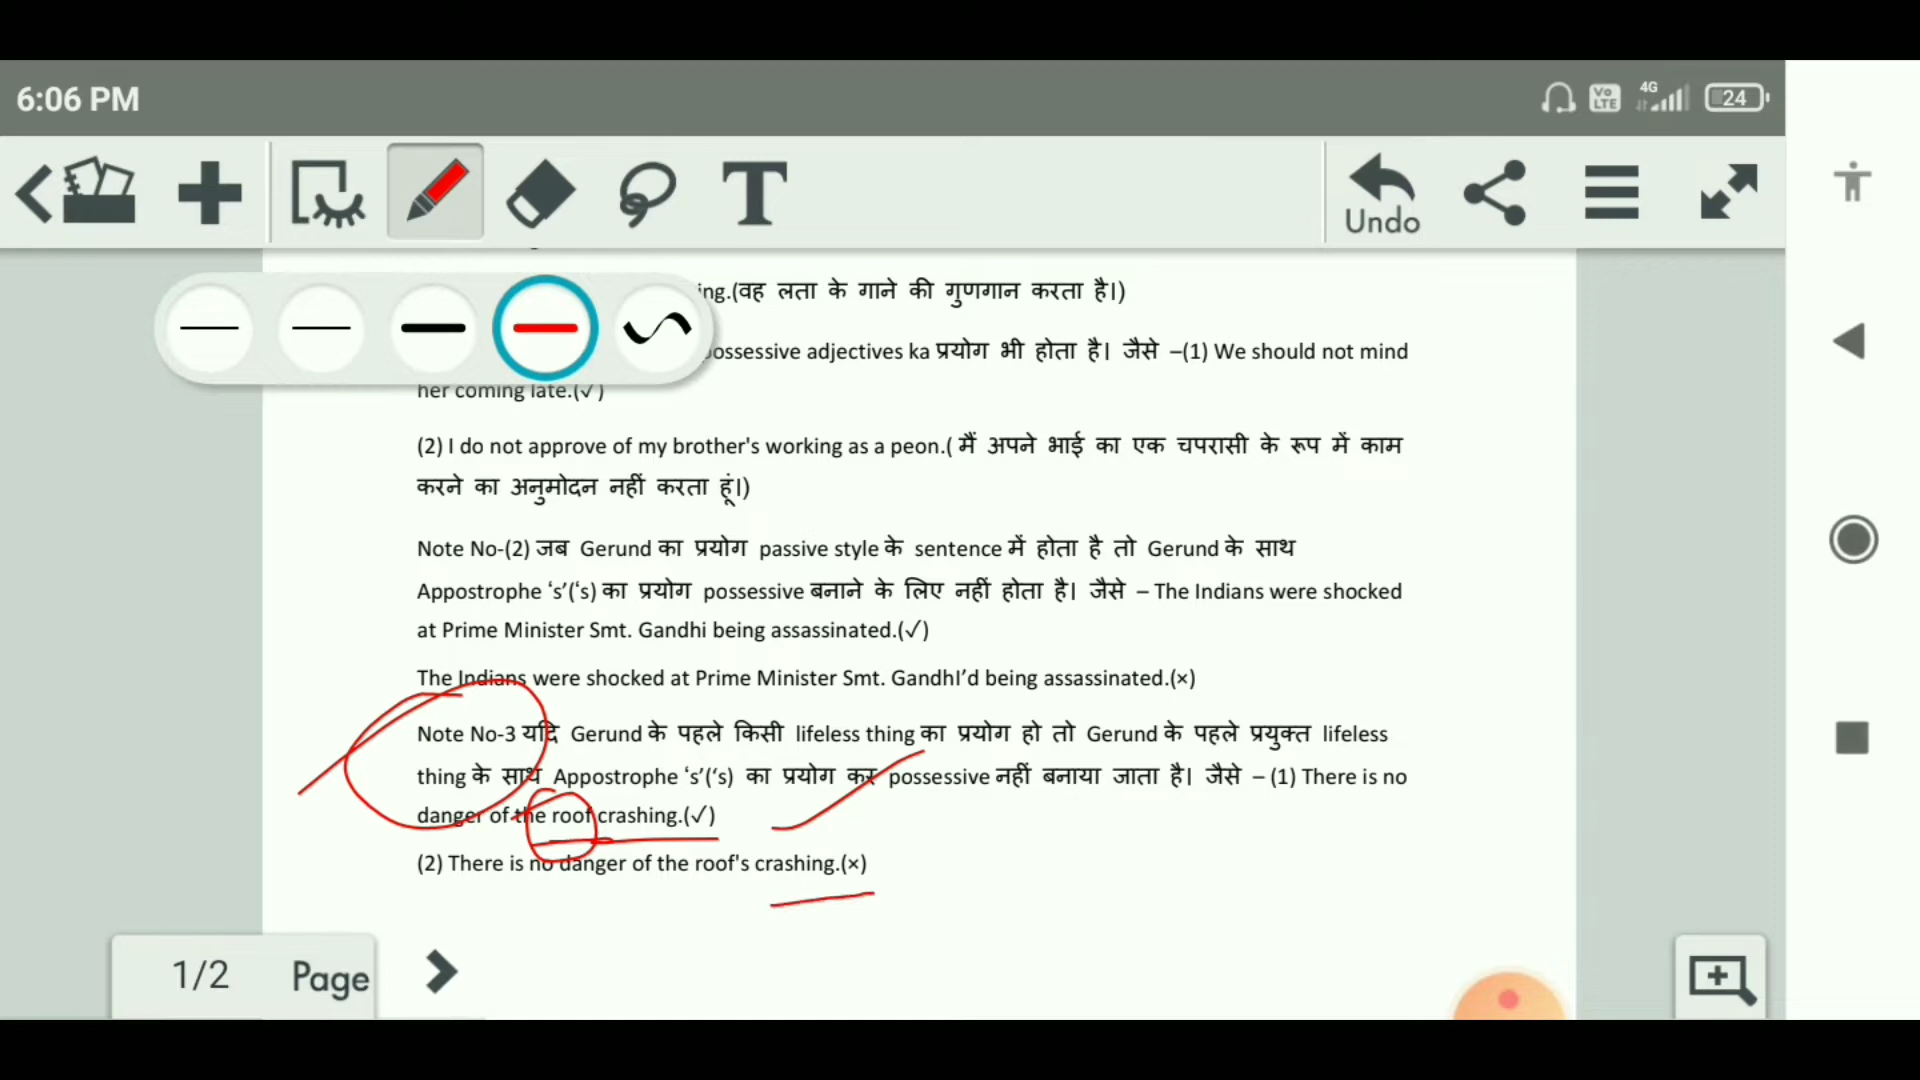 6:06 PM
Vo LTE
4G
24
Undo
ing.(वह लता के गाने की गुणगान करता है।)
possessive adjectives ka प्रयोग भी होता है। जैसे –(1) We should not mind
her coming late.(✓)
(2) I do not approve of my brother's working as a peon.( मैं अपने भाई का एक चपरासी के रूप में काम
करने का अनुमोदन नहीं करता हूं।)
Note No-(2) जब Gerund का प्रयोग passive style के sentence में होता है तो Gerund के साथ
Appostrophe ‘s’(‘s) का प्रयोग possessive बनाने के लिए नहीं होता है। जैसे – The Indians were shocked
at Prime Minister Smt. Gandhi being assassinated.(✓)
The Indians were shocked at Prime Minister Smt. GandhI’d being assassinated.(×)
Note No-3 यदि Gerund के पहले किसी lifeless thing का प्रयोग हो तो Gerund के पहले प्रयुक्त lifeless
thing के साथ Appostrophe ‘s’(‘s) का प्रयोग कर possessive नहीं बनाया जाता है। जैसे – (1) There is no
danger of the roof crashing.(✓)
(2) There is no danger of the roof's crashing.(×)
1/2 Page